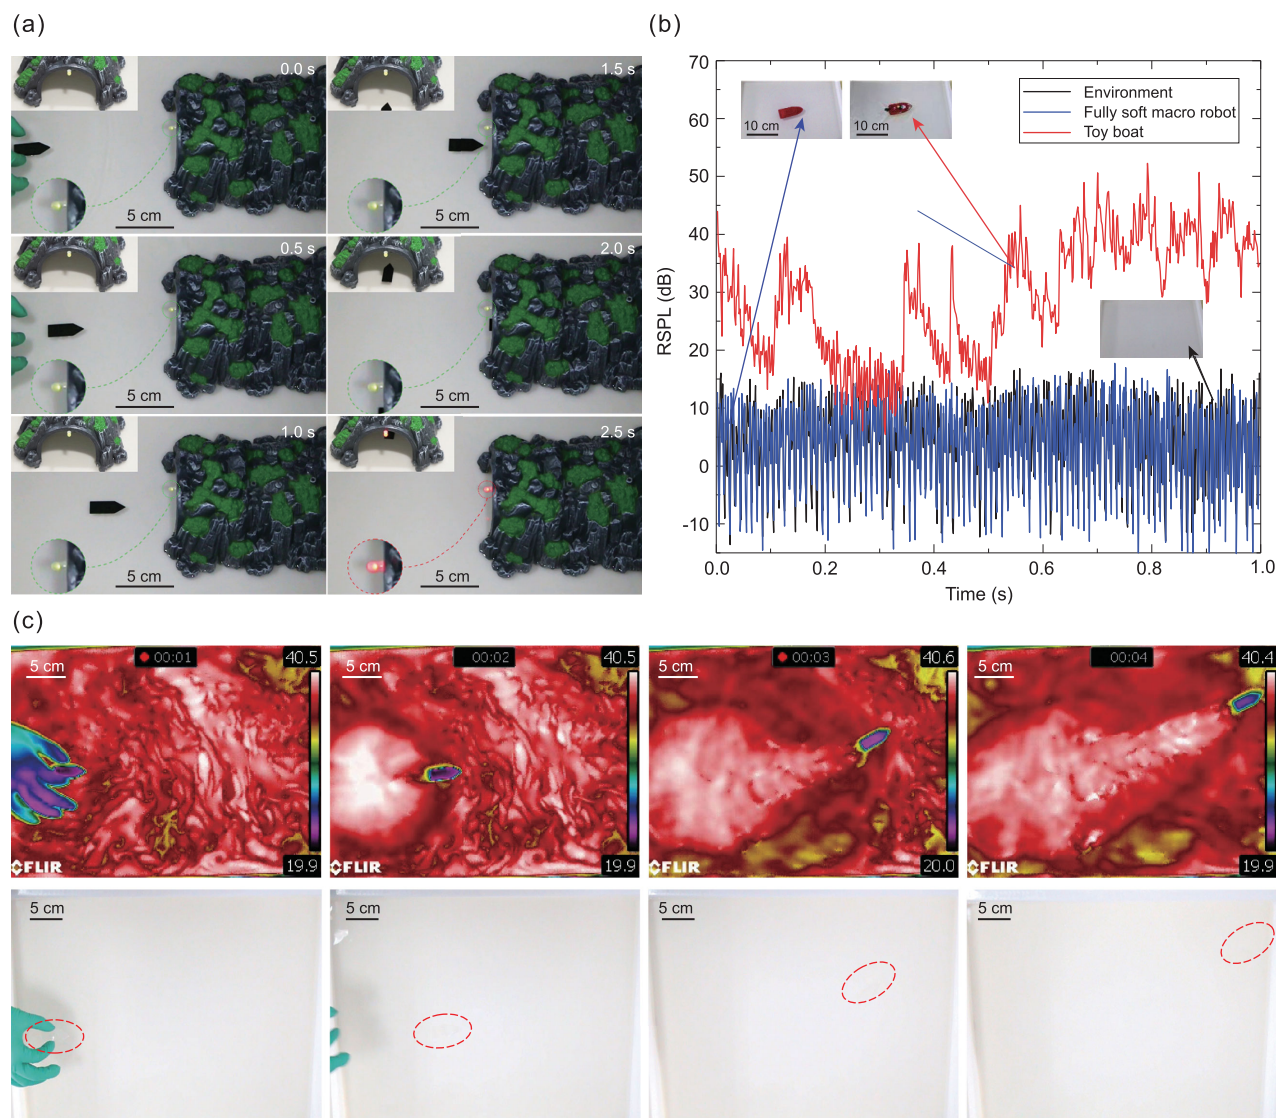 (a)
0.0 s
5 cm
1.5 s
5 cm
0.5 s
5 cm
2.0 s
5 cm
1.0 s
5 cm
2.5 s
5 cm
(b)
70
60
50
40
30
20
10
0
-10
RSPL (dB)
0.0
0.2
0.4
0.6
0.8
1.0
Time (s)
Environment
Fully soft macro robot
Toy boat
10 cm
10 cm
(c)
5 cm
00:01
40.5
FLIR
19.9
5 cm
00:02
40.5
FLIR
19.9
5 cm
00:03
40.6
FLIR
20.0
5 cm
00:04
40.4
FLIR
19.9
5 cm
5 cm
5 cm
5 cm